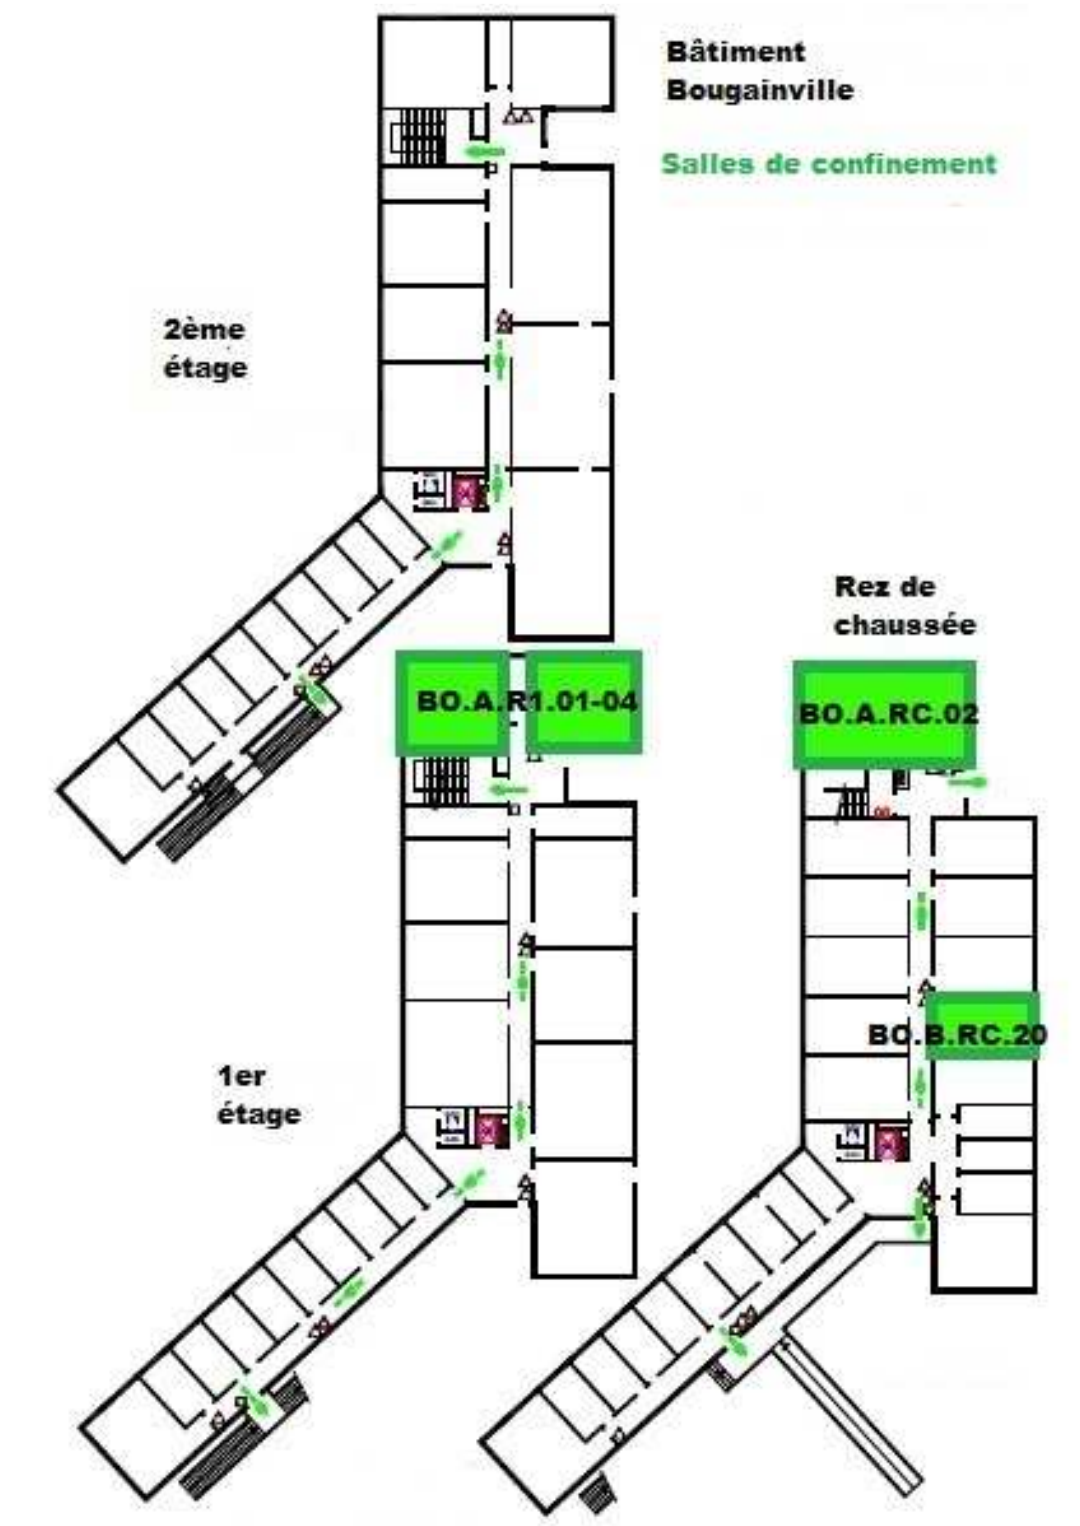 Bâtiment
Bougainville
Salles de confinement
2ème
étage
Rez de
chaussée
BO.A.R1.01-04
BO.A.RC.02
BO.B.RC.20
1er
étage